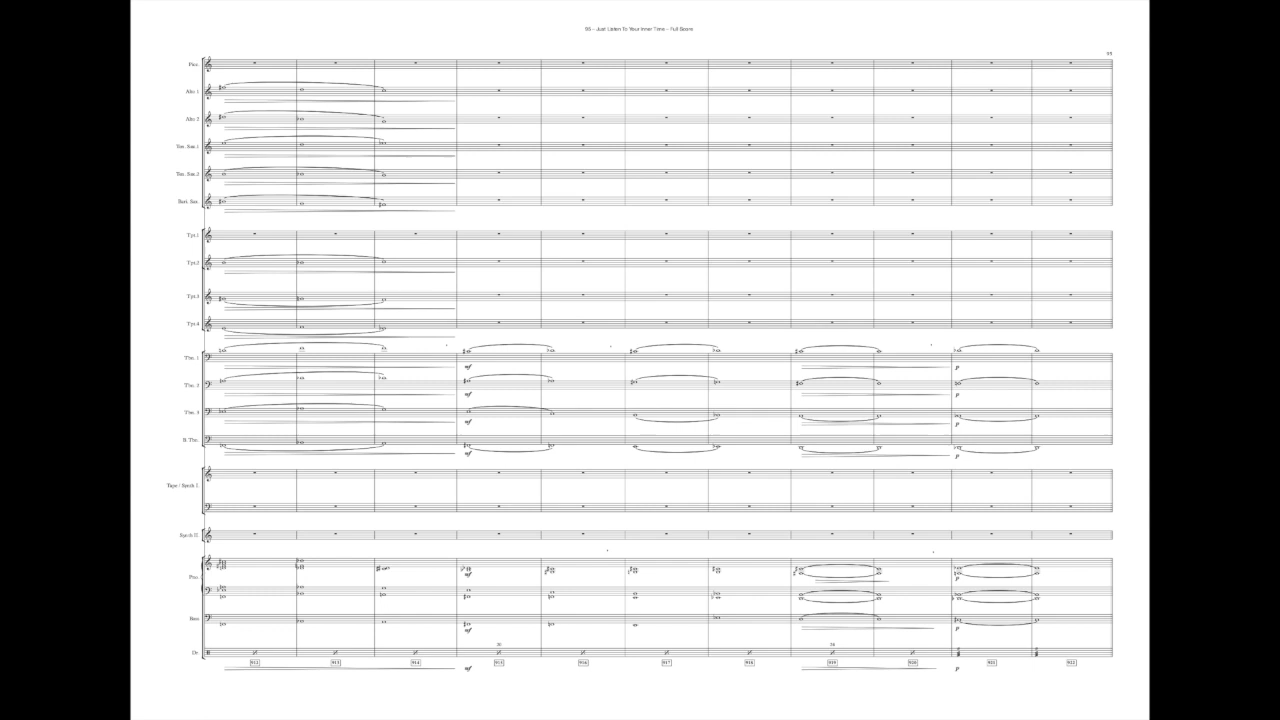 96 - Just Listen To Your Inner Time - Full Score
95
Alto 1
Alto 2
Ten. Sax.1
Ten. Sax.2
Bari. Sax.
Tpt.1
Tpt.2
Tpt.3
Tpt.4
Tbn. 1
mf
p
Tbn. 2
mf
p
Tbn. 3
mf
p
B. Tbn.
mf
p
Tape / Synth I.
Synth II.
Pno.
mf
p
Bass
mf
p
Dr.
912 913 914 915 916 917 918 919 920 921 922
mf
p